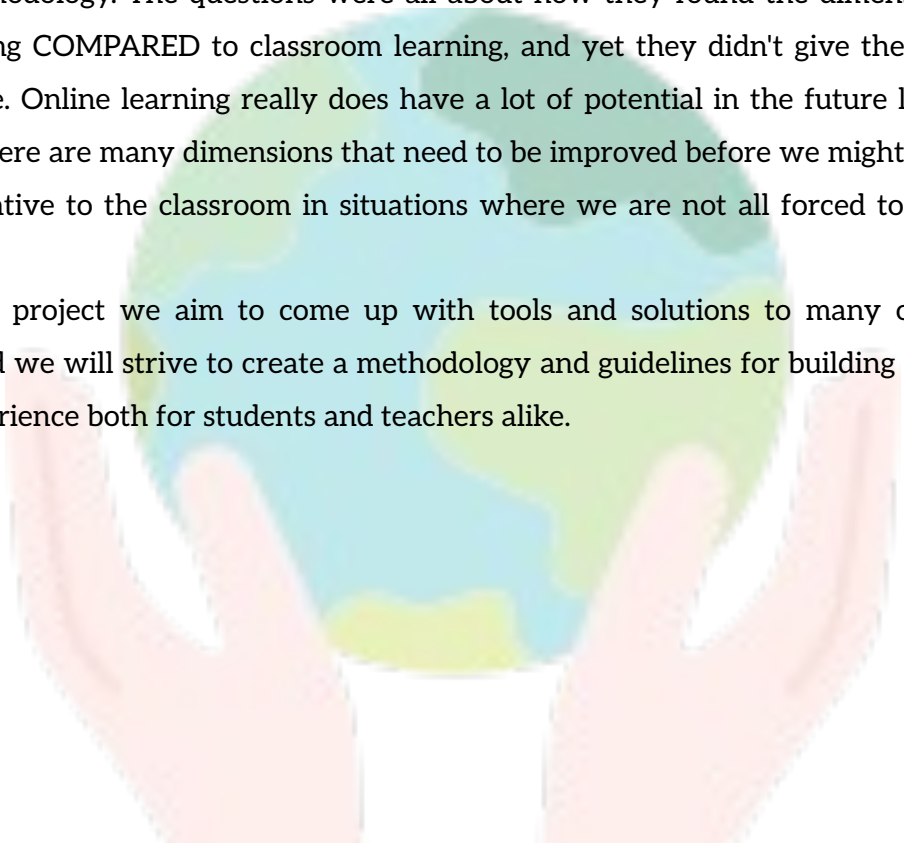 hodology. The questions were all about how they found the dimens
ng COMPARED to classroom learning, and yet they didn't give the
e. Online learning really does have a lot of potential in the future l
ere are many dimensions that need to be improved before we might
ative to the classroom in situations where we are not all forced to
project we aim to come up with tools and solutions to many o
d we will strive to create a methodology and guidelines for building
rience both for students and teachers alike.